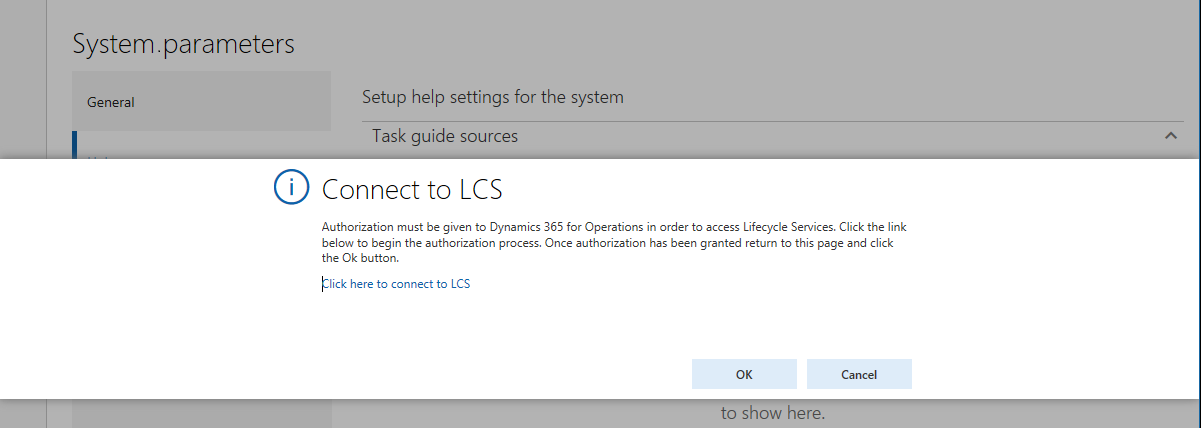 System.parameters
General
Setup help settings for the system
Task guide sources
Connect to LCS
Authorization must be given to Dynamics 365 for Operations in order to access Lifecycle Services. Click the link
below to begin the authorization process. Once authorization has been granted return to this page and click
the Ok button.
Click here to connect to LCS
OK
Cancel
to show here.